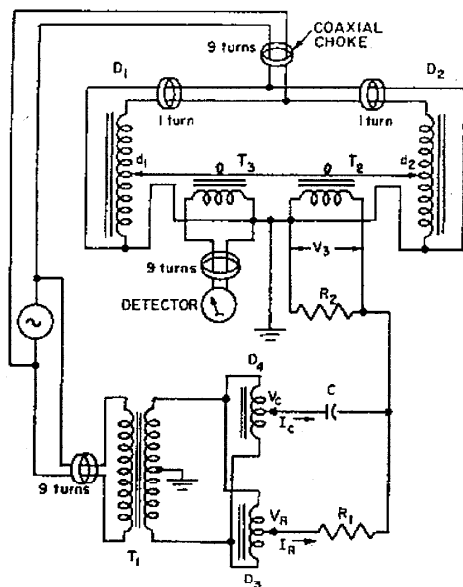 9 turns
COAXIAL
CHOKE
D1
D2
1 turn
1 turn
d1
T3
T2
d2
9 turns
V3
DETECTOR
R2
D4
VC
C
IC
9 turns
VR
R1
IR
T1
D3